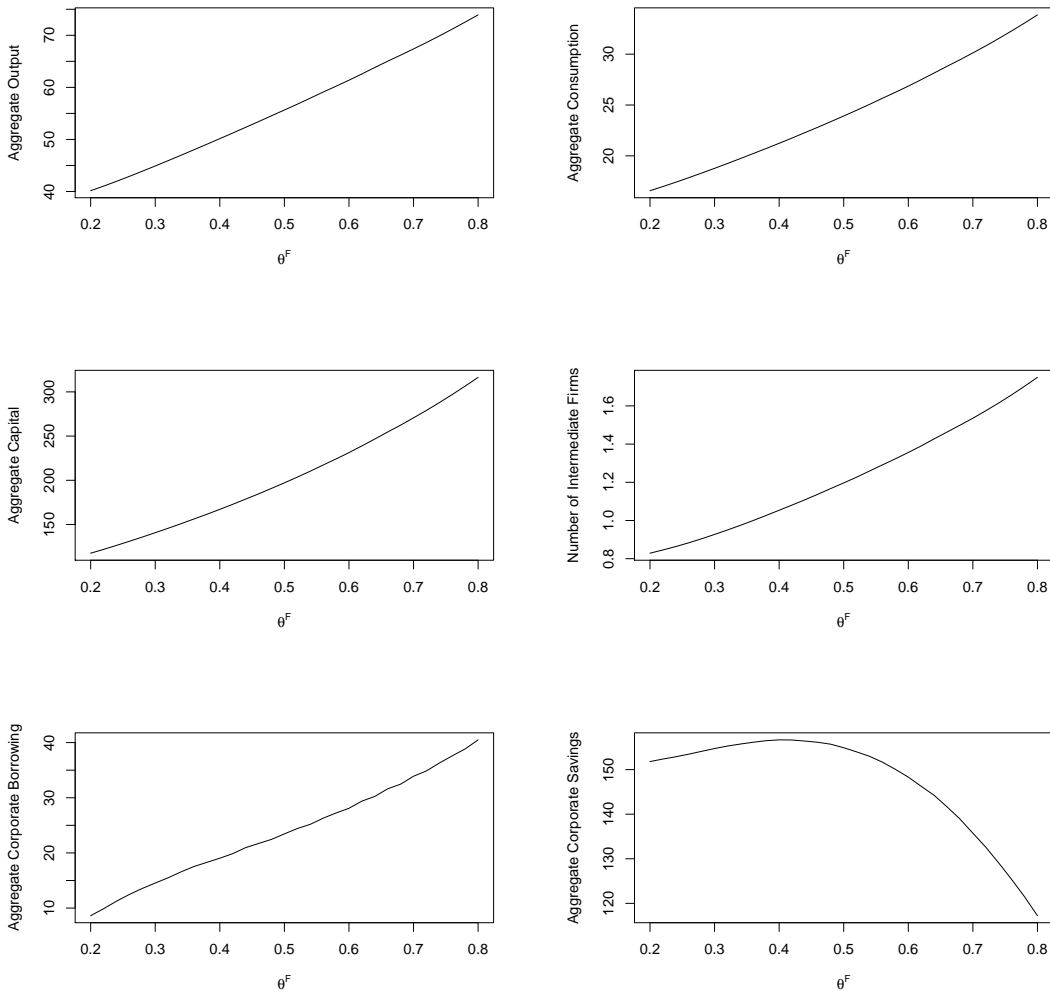 Aggregate Output
40 50 60 70
0.2 0.3 0.4 0.5 0.6 0.7 0.8
θF
Aggregate Consumption
20 25 30
0.2 0.3 0.4 0.5 0.6 0.7 0.8
θF
Aggregate Capital
150 200 250 300
0.2 0.3 0.4 0.5 0.6 0.7 0.8
θF
Number of Intermediate Firms
0.8 1.0 1.2 1.4 1.6
0.2 0.3 0.4 0.5 0.6 0.7 0.8
θF
Aggregate Corporate Borrowing
10 20 30 40
0.2 0.3 0.4 0.5 0.6 0.7 0.8
θF
Aggregate Corporate Savings
120 130 140 150
0.2 0.3 0.4 0.5 0.6 0.7 0.8
θF